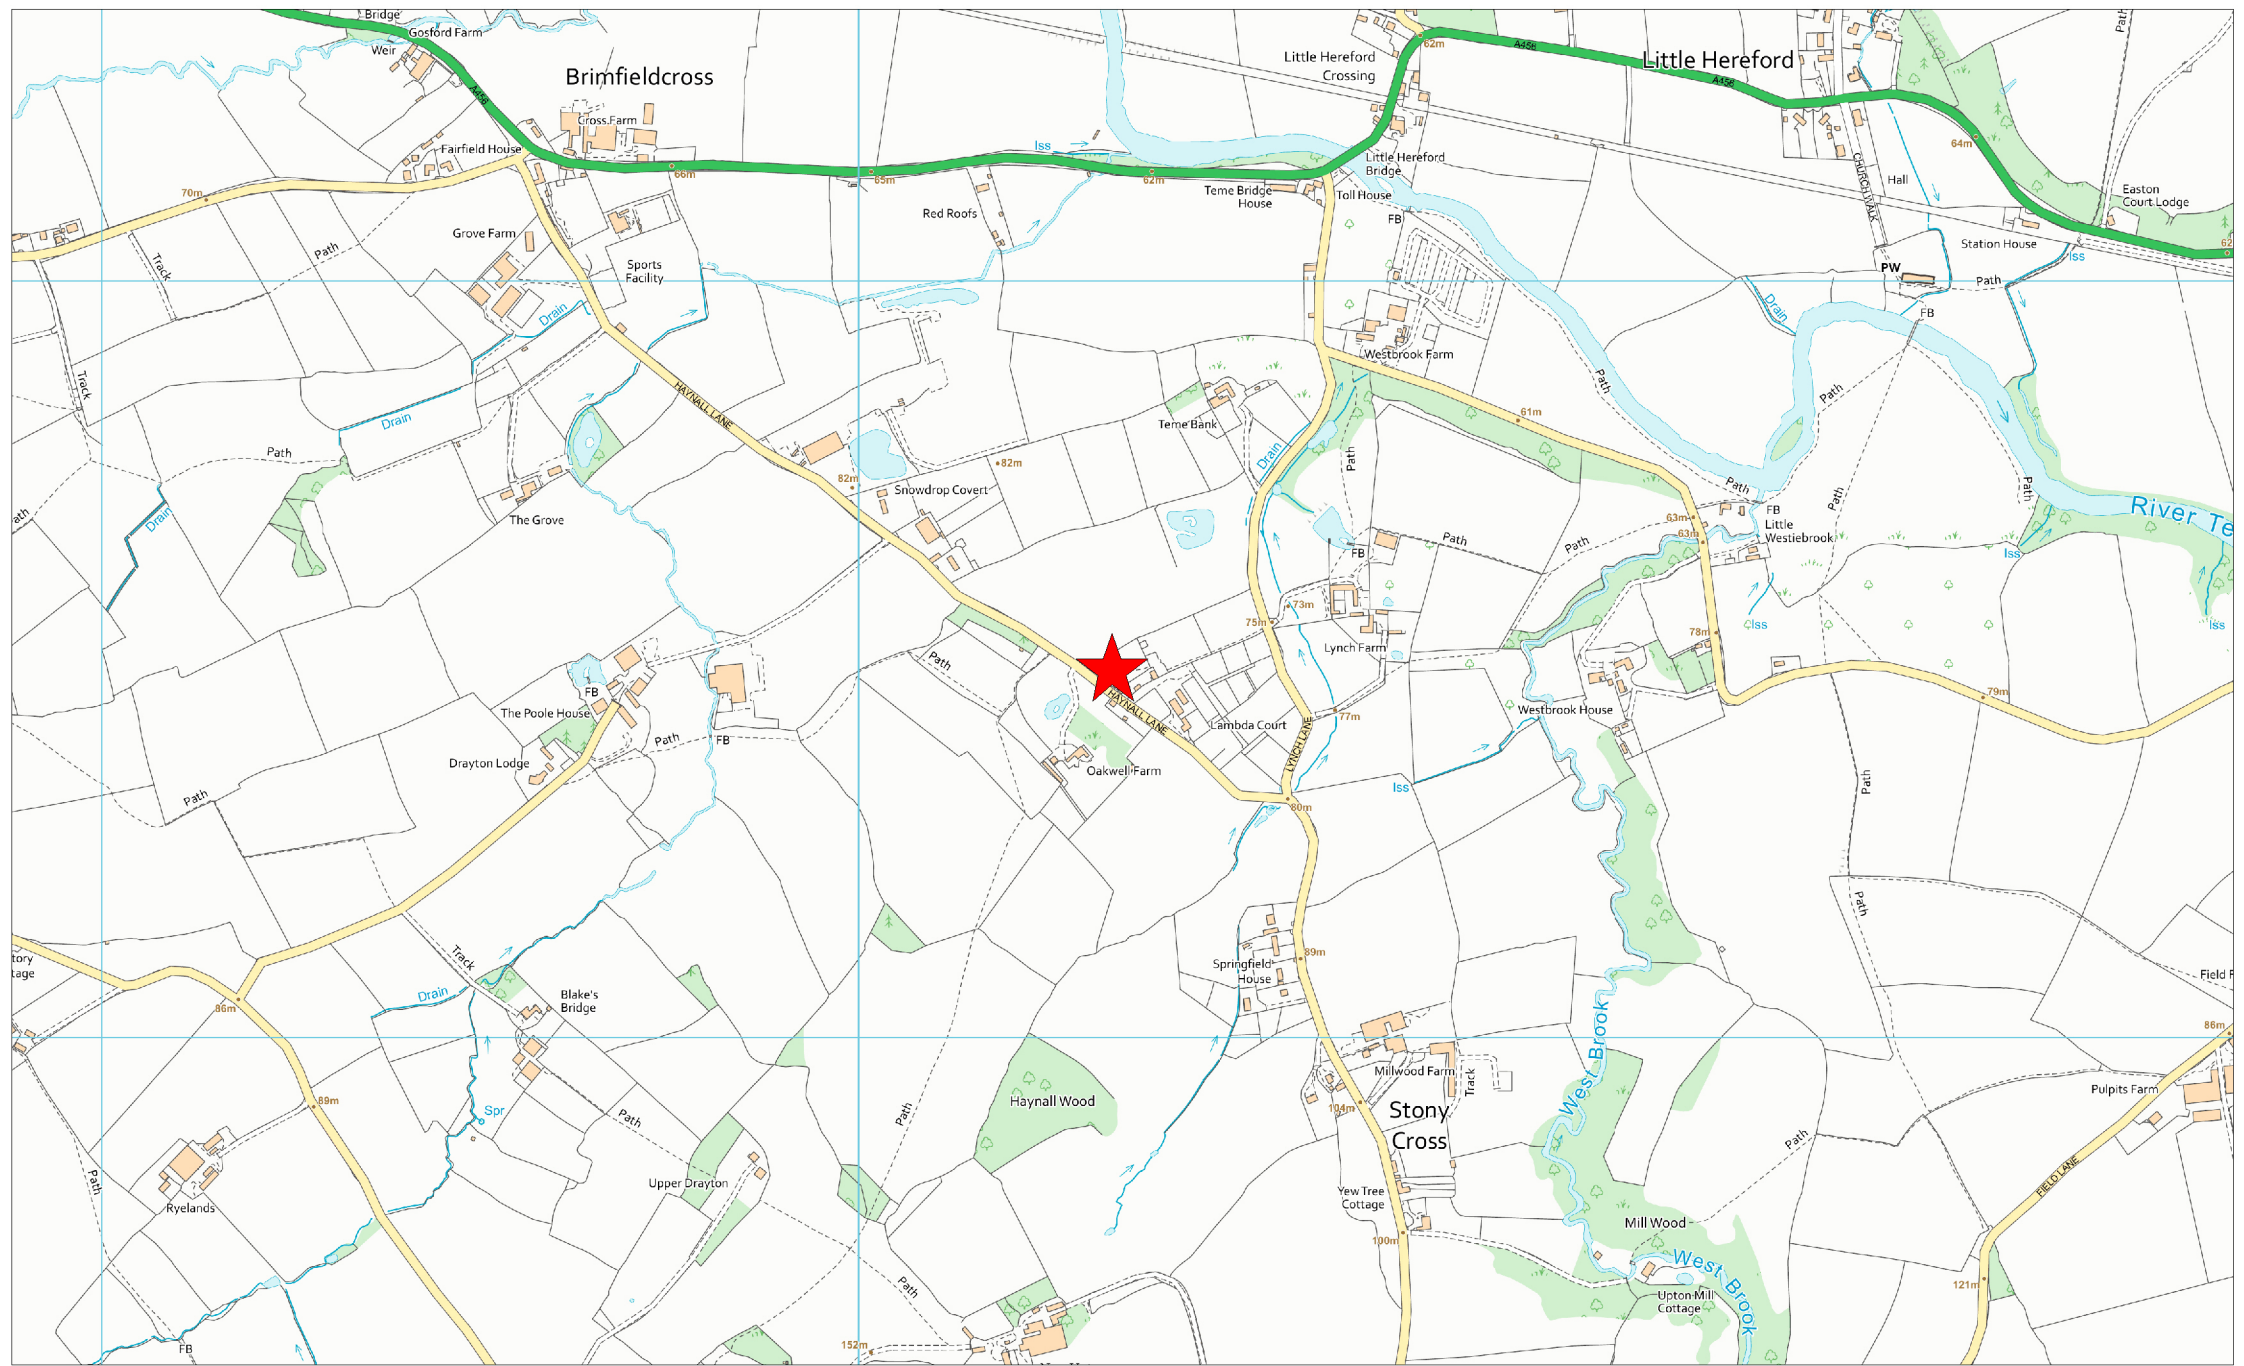 Bridge
Gosford Farm
Weir
A456
Brimfieldcross
Cross Farm
Fairfield House
Little Hereford
Crossing
62m
A456
Little Hereford
A456
Path
64m
Iss
66m
65m
62m
Little Hereford
Bridge
Teme Bridge
House
Toll House
FB
CHURCH WALK
Hall
Easton
Court Lodge
70m
Grove Farm
Red Roofs
Station House
62
Track
Path
Sports
Facility
PW
Path
Iss
Drain
Drain
FB
Track
HAYNALL LANE
Westbrook Farm
Path
Path
61m
Drain
Teme Bank
Path
Drain
Path
82m
82m
Snowdrop Covert
Path
Path
Path
River Te
ath
Drain
The Grove
63m
63m
FB
Little
Westiebrook
FB
Path
Path
Iss
73m
75m
Iss
Iss
78m
Path
Lynch Farm
FB
The Poole House
HAYNALL LANE
Lambda Court
77m
Westbrook House
79m
Path
FB
Drayton Lodge
Oakwell Farm
LYNCH LANE
Path
Iss
Path
80m
Path
tory
tage
Track
Springfield
House
89m
Field F
Drain
Blake's
Bridge
86m
West Brook
86m
Millwood Farm
Track
Pulpits Farm
89m
Spr
Path
Path
Haynall Wood
104m
Stony
Cross
Path
Path
Upper Drayton
FIELD LANE
Ryelands
Yew Tree
Cottage
Mill Wood
100m
West Brook
Path
121m
Upton Mill
Cottage
FB
152m